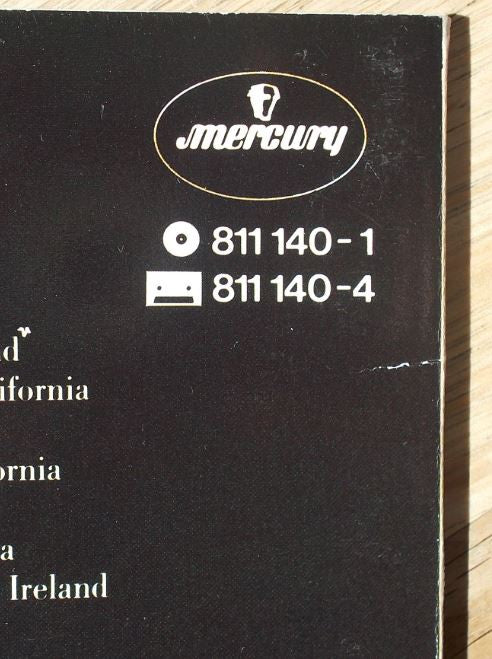 mercury
811 140-1
811 140-4
d
ifornia
ornia
a
Ireland